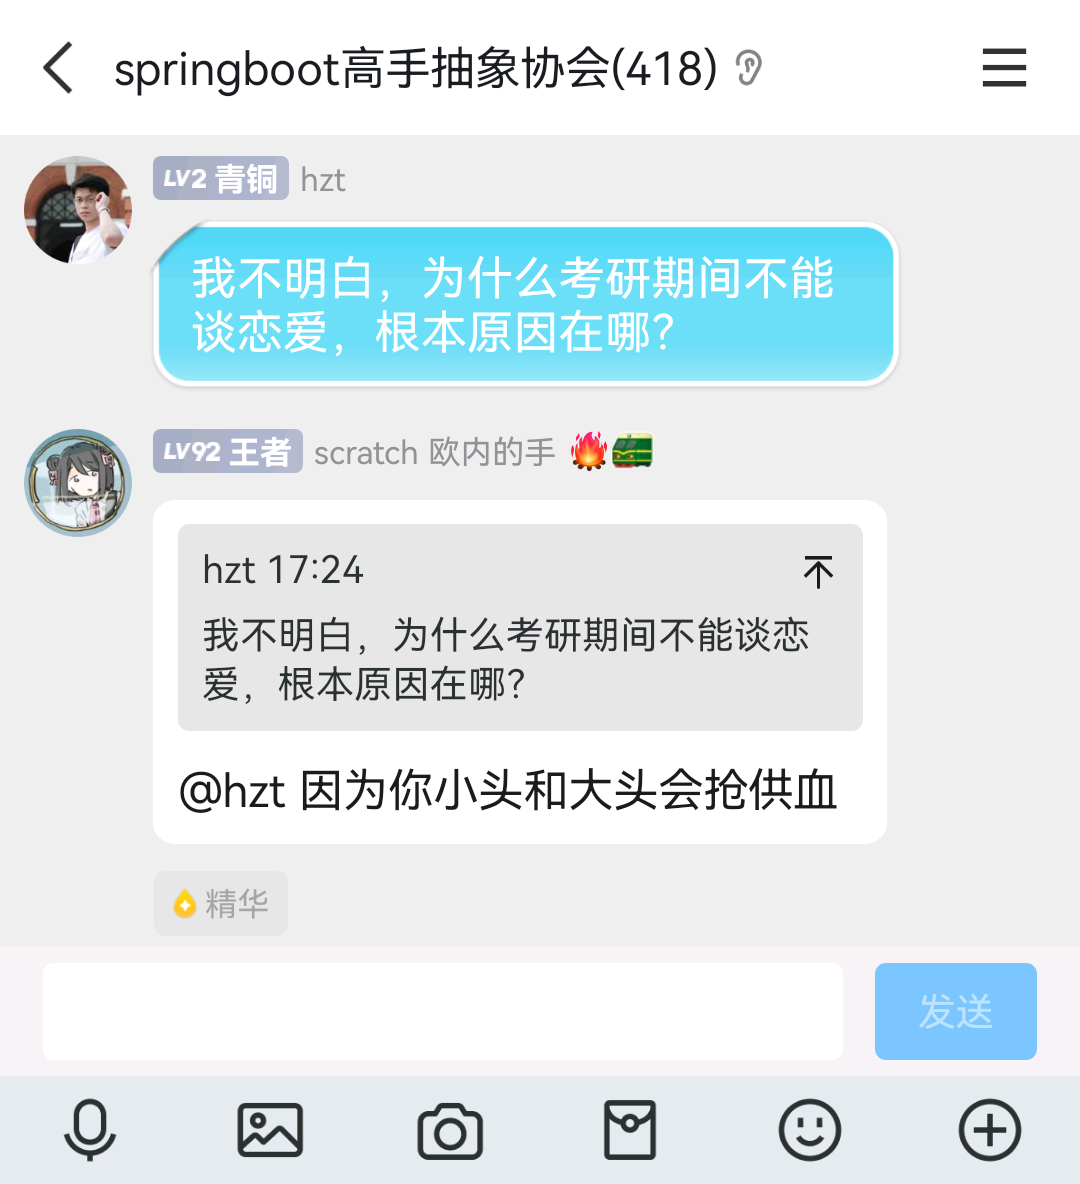 springboot高手抽象协会(418)
LV2 青铜 hzt
我不明白，为什么考研期间不能
谈恋爱，根本原因在哪？
LV92 王者 scratch 欧内的手 🔥🚂
hzt 17:24
我不明白，为什么考研期间不能谈恋
爱，根本原因在哪？
@hzt 因为你小头和大头会抢供血
精华
发送